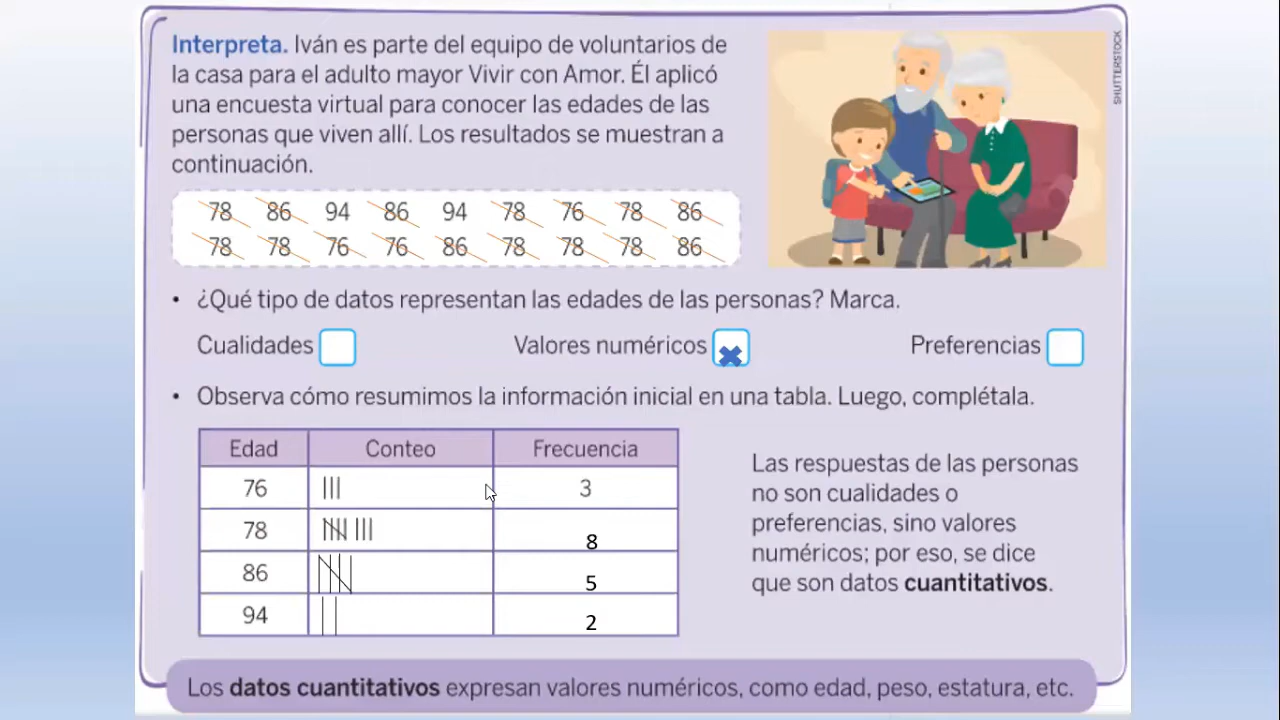 Interpreta. Iván es parte del equipo de voluntarios de
la casa para el adulto mayor Vivir con Amor. Él aplicó
una encuesta virtual para conocer las edades de las
personas que viven allí. Los resultados se muestran a
continuación.
SHUTTERSTOCK
78 86 94 86 94 78 76 78 86
78 78 76 76 86 78 78 78 86
• ¿Qué tipo de datos representan las edades de las personas? Marca.
Cualidades Valores numéricos Preferencias
• Observa cómo resumimos la información inicial en una tabla. Luego, complétala.
Edad Conteo Frecuencia
76 3
78 8
86 5
94 2
Las respuestas de las personas
no son cualidades o
preferencias, sino valores
numéricos; por eso, se dice
que son datos cuantitativos.
Los datos cuantitativos expresan valores numéricos, como edad, peso, estatura, etc.